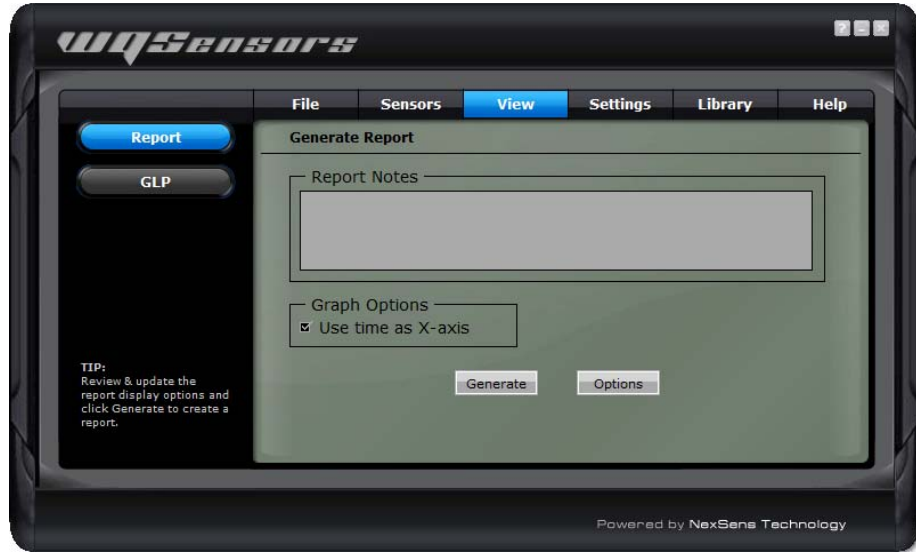 WQSensors
?
File Sensors View Settings Library Help
Report
GLP
Generate Report
Report Notes
Graph Options
Use time as X-axis
Generate Options
TIP:
Review & update the
report display options and
click Generate to create a
report.
Powered by NexSens Technology